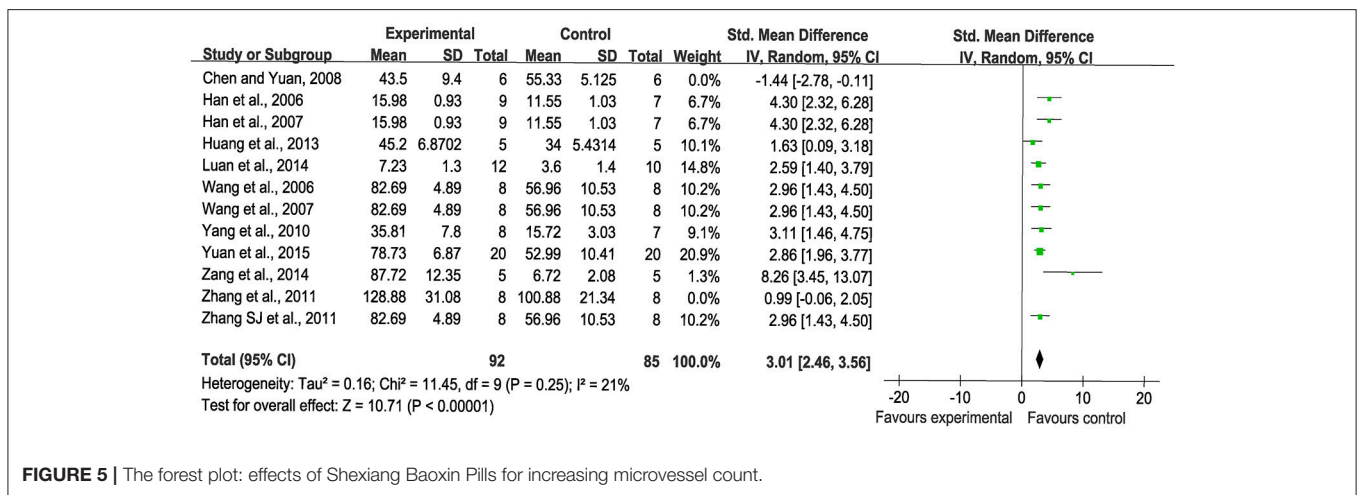 Experimental Control Std. Mean Difference Std. Mean Difference
Study or Subgroup Mean SD Total Mean SD Total Weight IV, Random, 95% CI IV, Random, 95% CI
Chen and Yuan, 2008 43.5 9.4 6 55.33 5.125 6 0.0% -1.44 [-2.78, -0.11]
Han et al., 2006 15.98 0.93 9 11.55 1.03 7 6.7% 4.30 [2.32, 6.28]
Han et al., 2007 15.98 0.93 9 11.55 1.03 7 6.7% 4.30 [2.32, 6.28]
Huang et al., 2013 45.2 6.8702 5 34 5.4314 5 10.1% 1.63 [0.09, 3.18]
Luan et al., 2014 7.23 1.3 12 3.6 1.4 10 14.8% 2.59 [1.40, 3.79]
Wang et al., 2006 82.69 4.89 8 56.96 10.53 8 10.2% 2.96 [1.43, 4.50]
Wang et al., 2007 82.69 4.89 8 56.96 10.53 8 10.2% 2.96 [1.43, 4.50]
Yang et al., 2010 35.81 7.8 8 15.72 3.03 7 9.1% 3.11 [1.46, 4.75]
Yuan et al., 2015 78.73 6.87 20 52.99 10.41 20 20.9% 2.86 [1.96, 3.77]
Zang et al., 2014 87.72 12.35 5 6.72 2.08 5 1.3% 8.26 [3.45, 13.07]
Zhang et al., 2011 128.88 31.08 8 100.88 21.34 8 0.0% 0.99 [-0.06, 2.05]
Zhang SJ et al., 2011 82.69 4.89 8 56.96 10.53 8 10.2% 2.96 [1.43, 4.50]
Total (95% CI) 92 85 100.0% 3.01 [2.46, 3.56]
Heterogeneity: Tau² = 0.16; Chi² = 11.45, df = 9 (P = 0.25); I² = 21%
Test for overall effect: Z = 10.71 (P < 0.00001)
-20 -10 0 10 20
Favours experimental Favours control
FIGURE 5 | The forest plot: effects of Shexiang Baoxin Pills for increasing microvessel count.